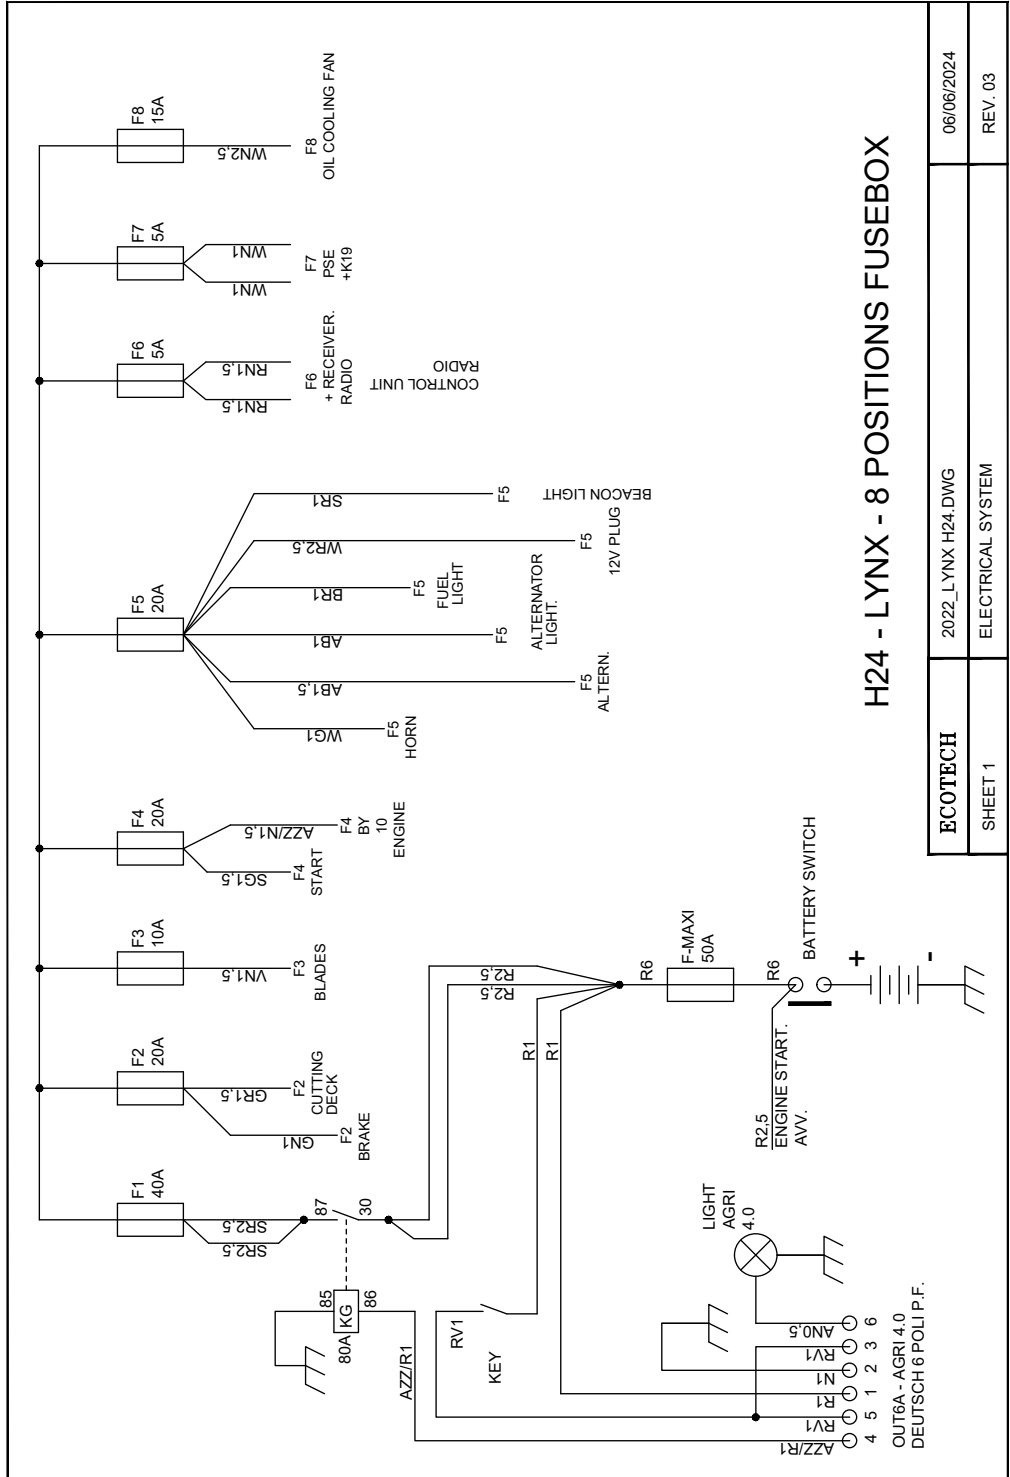 F1
40A
F2
20A
F3
10A
F4
20A
F5
20A
F6
5A
F7
5A
F8
15A
SR2,5
SR2,5
GN1
GR1,5
VN1,5
SG1,5
AZZ/N1,5
WG1
AB1,5
AB1
BR1
WR2,5
SR1
RN1,5
RN1,5
WN1
WN1
WN2,5
F2
BRAKE
F2
CUTTING
DECK
F3
BLADES
F4
START
F4
BY
10
ENGINE
F5
HORN
F5
ALTERN.
F5
ALTERNATOR
LIGHT.
F5
FUEL
LIGHT
F5
12V PLUG
F5
BEACON LIGHT
F6
+ RECEIVER.
RADIO
CONTROL UNIT
RADIO
F7
PSE
+K19
F8
OIL COOLING FAN
87
30
85
86
KG
80A
AZZ/R1
RV1
KEY
R2,5
R2,5
R1
R1
R6
F-MAXI
50A
R6
BATTERY SWITCH
+
-
R2,5
ENGINE START.
AVV.
LIGHT
AGRI
4.0
AZZ/R1
RV1
R1
N1
RV1
AN0,5
4
5
1
2
3
6
OUT6A - AGRI 4.0
DEUTSCH 6 POLI P.F.
H24 - LYNX - 8 POSITIONS FUSEBOX
ECOTECH
2022_LYNX H24.DWG
06/06/2024
SHEET 1
ELECTRICAL SYSTEM
REV. 03